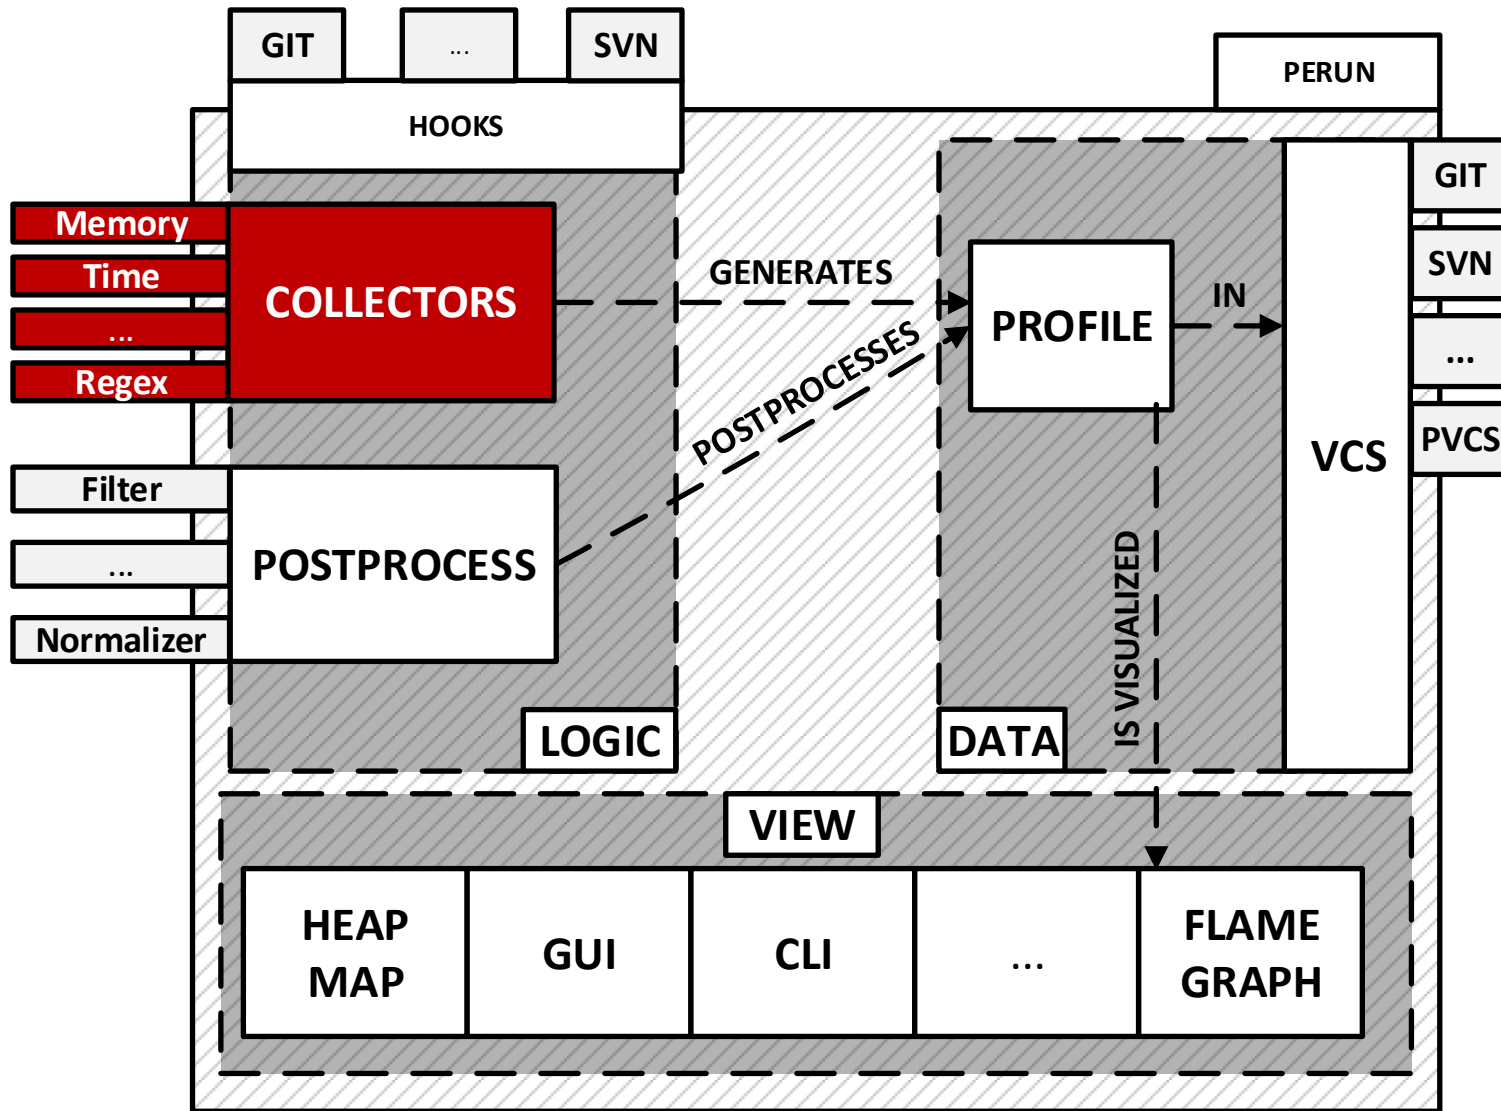 GIT
...
SVN
HOOKS
PERUN
Memory
Time
...
Regex
COLLECTORS
GENERATES
PROFILE
IN
VCS
GIT
SVN
...
PVCS
Filter
...
Normalizer
POSTPROCESS
POSTPROCESSES
IS VISUALIZED
LOGIC
DATA
VIEW
HEAP
MAP
GUI
CLI
...
FLAME
GRAPH